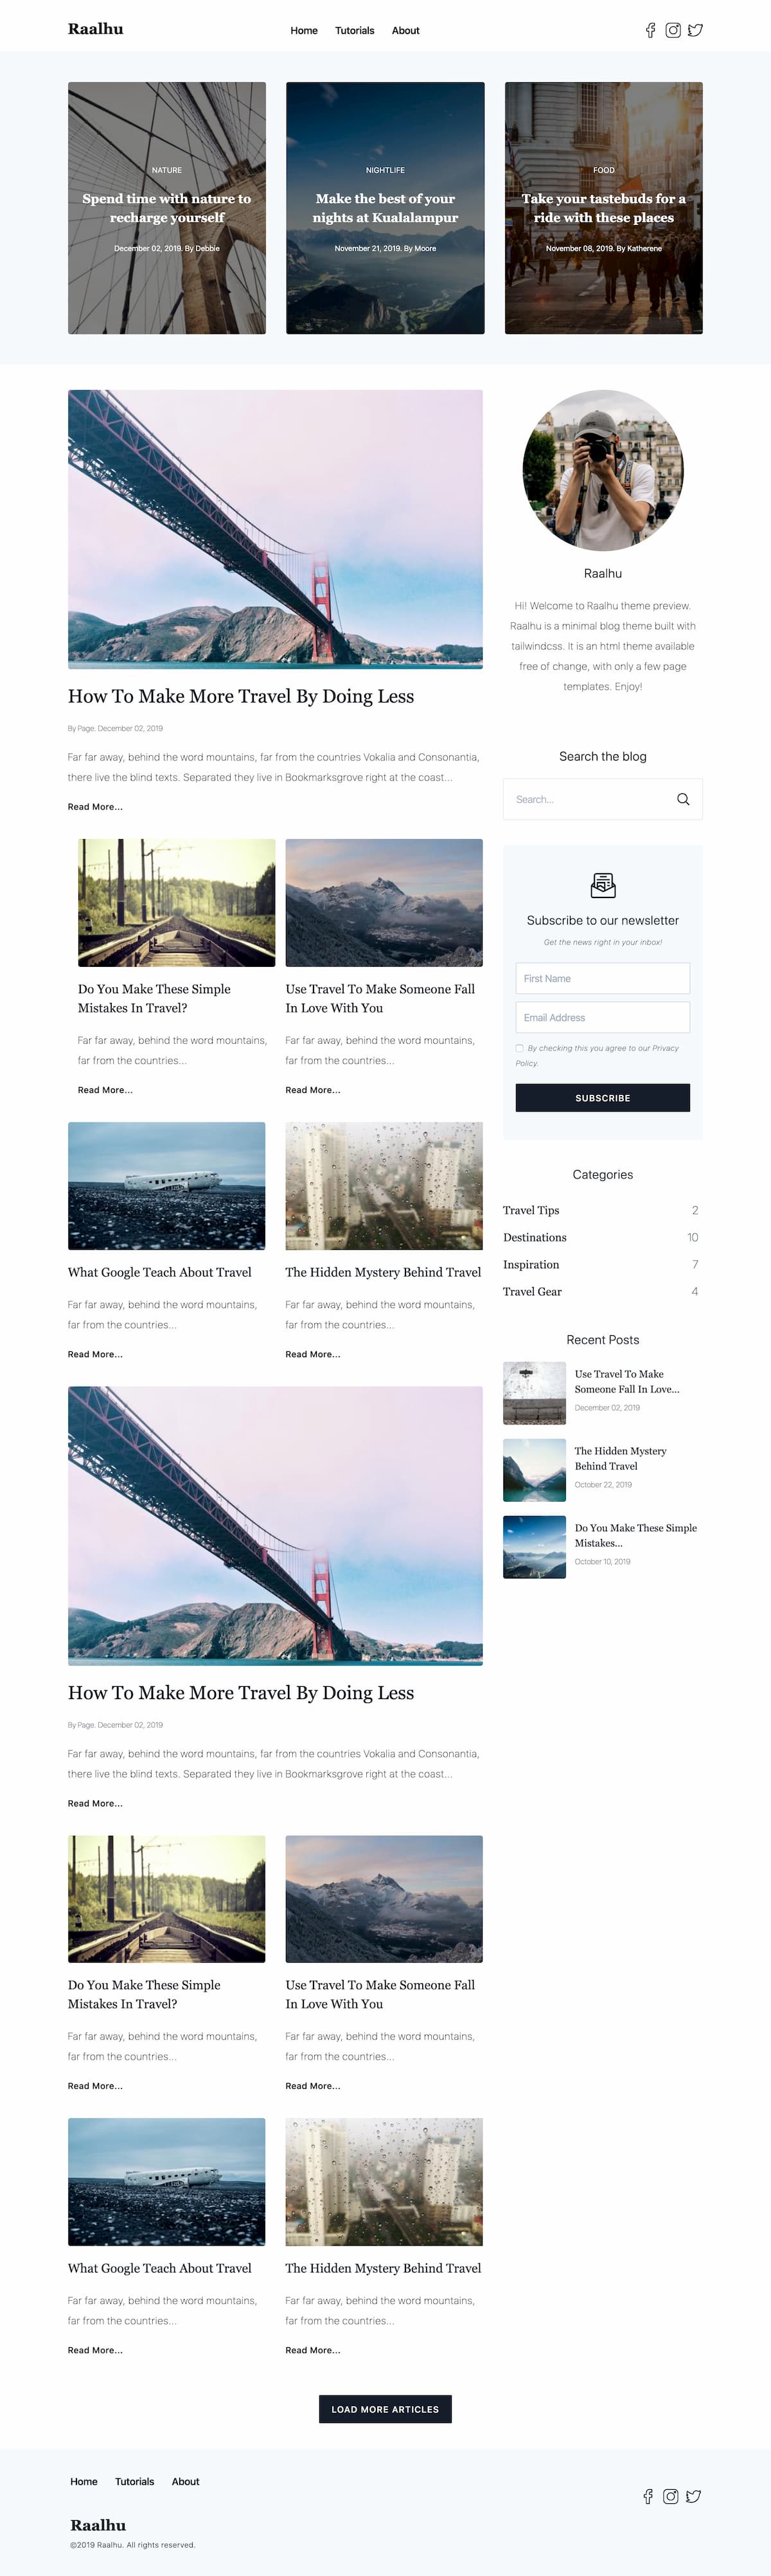 Raalhu
Home Tutorials About
NATURE
Spend time with nature to
recharge yourself
December 02, 2019. By Debbie
NIGHTLIFE
Make the best of your
nights at Kualalampur
November 21, 2019. By Moore
FOOD
Take your tastebuds for a
ride with these places
November 08, 2019. By Katherene
How To Make More Travel By Doing Less
By Page. December 02, 2019
Far far away, behind the word mountains, far from the countries Vokalia and Consonantia,
there live the blind texts. Separated they live in Bookmarksgrove right at the coast...
Read More...
Do You Make These Simple
Mistakes In Travel?
Far far away, behind the word mountains,
far from the countries...
Read More...
Use Travel To Make Someone Fall
In Love With You
Far far away, behind the word mountains,
far from the countries...
Read More...
What Google Teach About Travel
Far far away, behind the word mountains,
far from the countries...
Read More...
The Hidden Mystery Behind Travel
Far far away, behind the word mountains,
far from the countries...
Read More...
How To Make More Travel By Doing Less
By Page. December 02, 2019
Far far away, behind the word mountains, far from the countries Vokalia and Consonantia,
there live the blind texts. Separated they live in Bookmarksgrove right at the coast...
Read More...
Do You Make These Simple
Mistakes In Travel?
Far far away, behind the word mountains,
far from the countries...
Read More...
Use Travel To Make Someone Fall
In Love With You
Far far away, behind the word mountains,
far from the countries...
Read More...
What Google Teach About Travel
Far far away, behind the word mountains,
far from the countries...
Read More...
The Hidden Mystery Behind Travel
Far far away, behind the word mountains,
far from the countries...
Read More...
Raalhu
Hi! Welcome to Raalhu theme preview.
Raalhu is a minimal blog theme built with
tailwindcss. It is an html theme available
free of change, with only a few page
templates. Enjoy!
Search the blog
Search...
Subscribe to our newsletter
Get the news right in your inbox!
First Name
Email Address
By checking this you agree to our Privacy
Policy.
SUBSCRIBE
Categories
Travel Tips 2
Destinations 10
Inspiration 7
Travel Gear 4
Recent Posts
Use Travel To Make
Someone Fall In Love...
December 02, 2019
The Hidden Mystery
Behind Travel
October 22, 2019
Do You Make These Simple
Mistakes...
October 10, 2019
LOAD MORE ARTICLES
Home Tutorials About
Raalhu
©2019 Raalhu. All rights reserved.